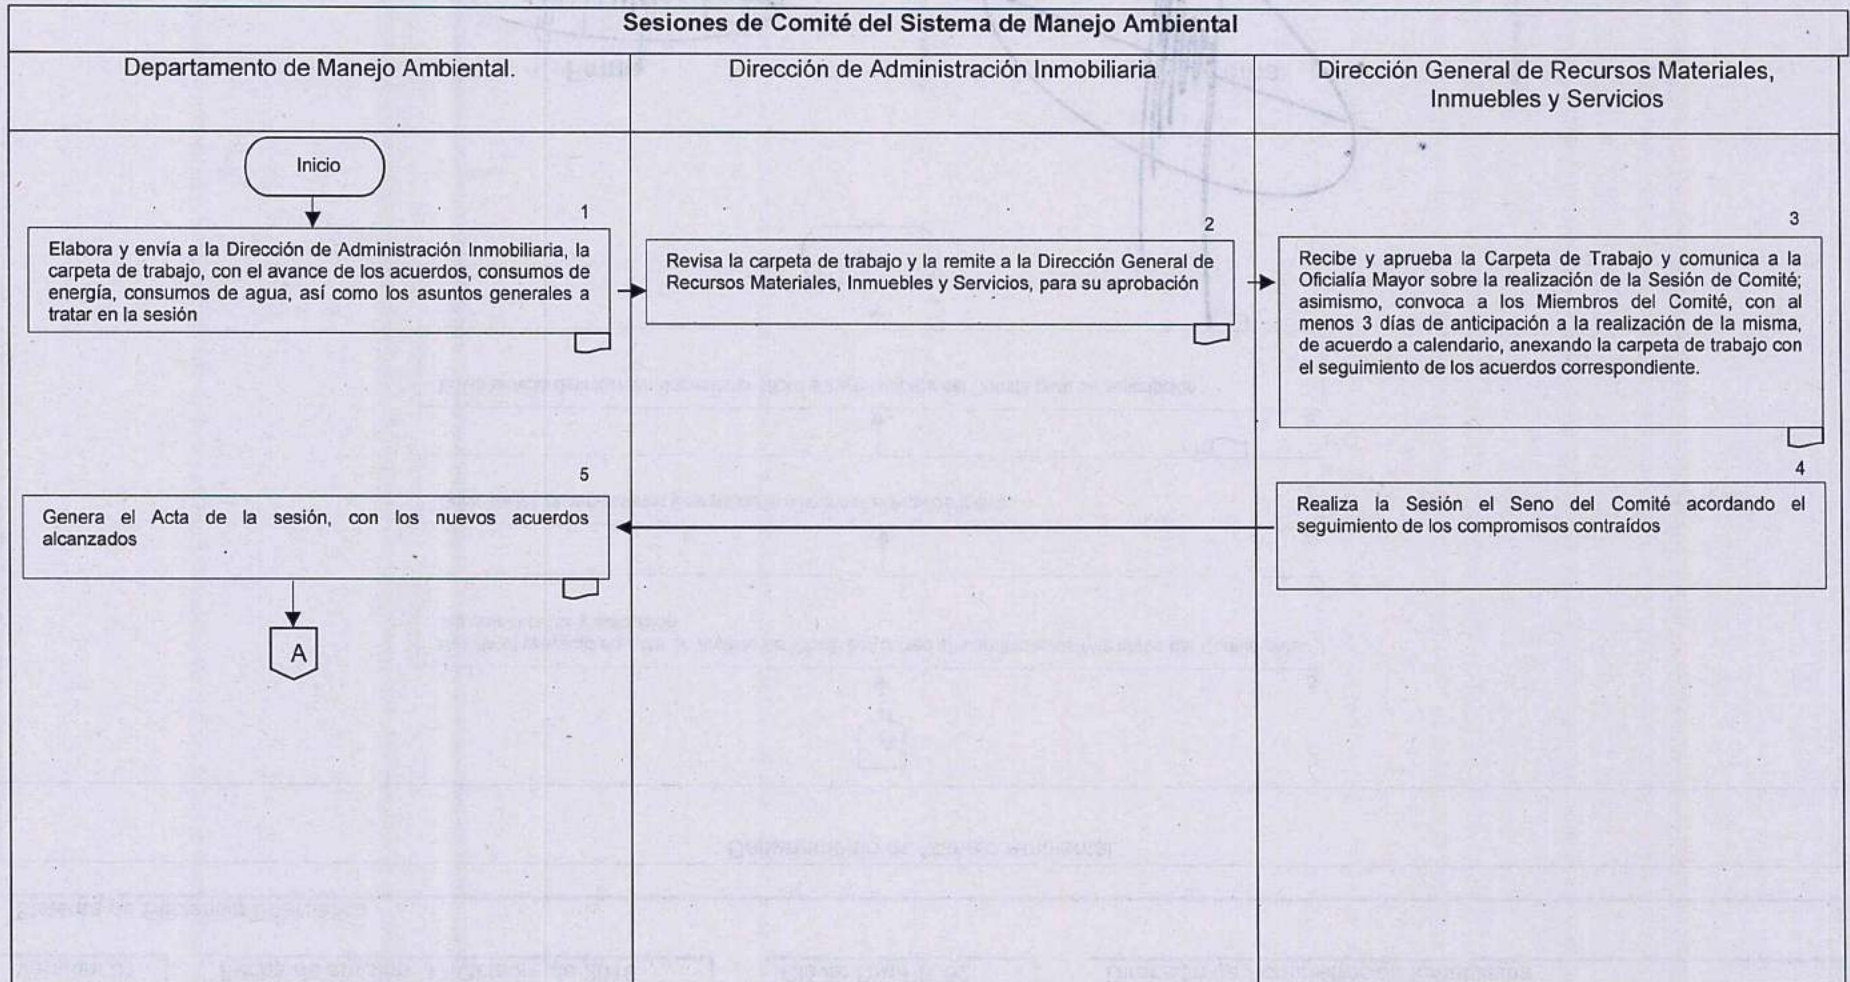 Sesiones de Comité del Sistema de Manejo Ambiental
Departamento de Manejo Ambiental.
Dirección de Administración Inmobiliaria
Dirección General de Recursos Materiales,
Inmuebles y Servicios
Inicio
1
Elabora y envía a la Dirección de Administración Inmobiliaria, la
carpeta de trabajo, con el avance de los acuerdos, consumos de
energía, consumos de agua, así como los asuntos generales a
tratar en la sesión
2
Revisa la carpeta de trabajo y la remite a la Dirección General de
Recursos Materiales, Inmuebles y Servicios, para su aprobación
3
Recibe y aprueba la Carpeta de Trabajo y comunica a la
Oficialía Mayor sobre la realización de la Sesión de Comité;
asimismo, convoca a los Miembros del Comité, con al
menos 3 días de anticipación a la realización de la misma,
de acuerdo a calendario, anexando la carpeta de trabajo con
el seguimiento de los acuerdos correspondiente.
4
Realiza la Sesión el Seno del Comité acordando el
seguimiento de los compromisos contraídos
5
Genera el Acta de la sesión, con los nuevos acuerdos
alcanzados
A